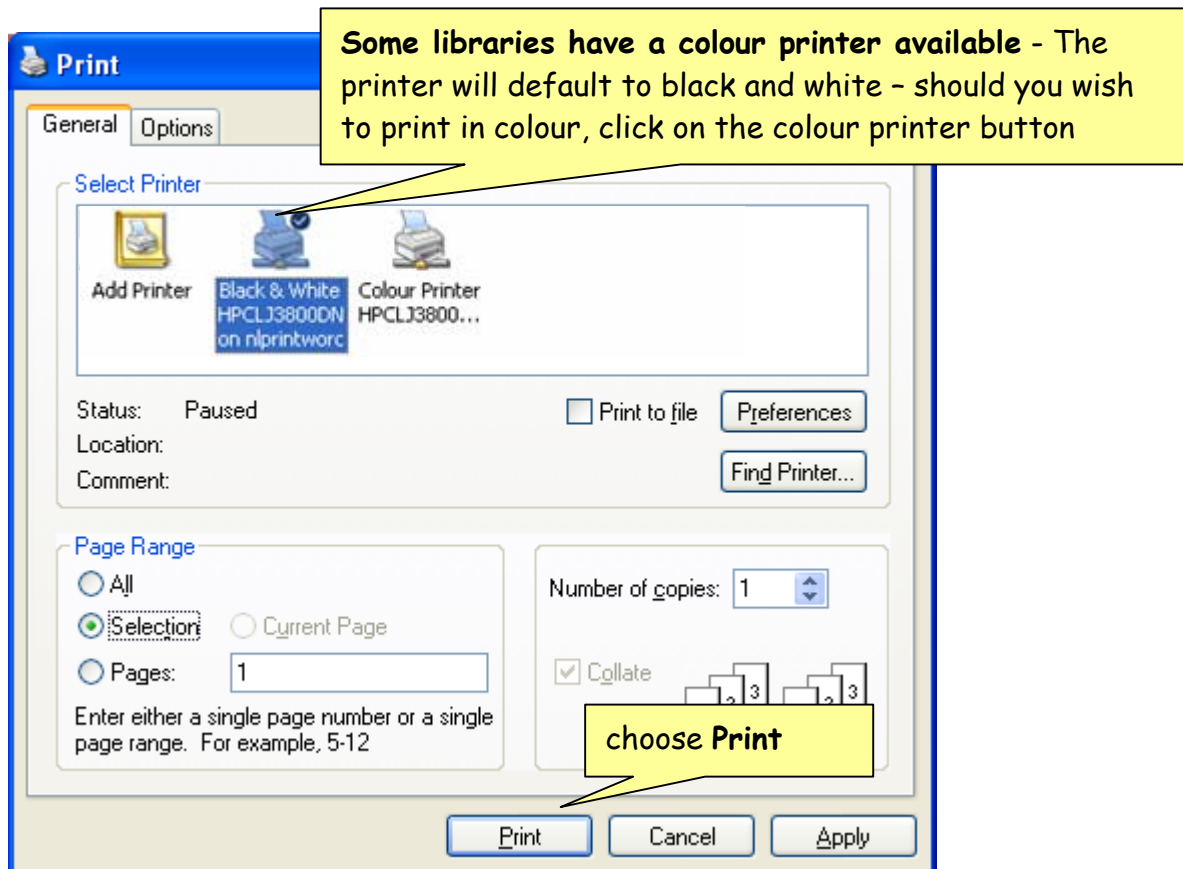 Print
Some libraries have a colour printer available - The
printer will default to black and white – should you wish
to print in colour, click on the colour printer button
General
Options
Select Printer
Add Printer
Black & White
HPCLJ3800DN
on nlprintworc
Colour Printer
HPCLJ3800...
Status: Paused
Print to file
Preferences
Location:
Comment:
Find Printer...
Page Range
All
Selection
Current Page
Pages: 1
Enter either a single page number or a single
page range. For example, 5-12
Number of copies: 1
Collate
3
3
choose Print
Print
Cancel
Apply